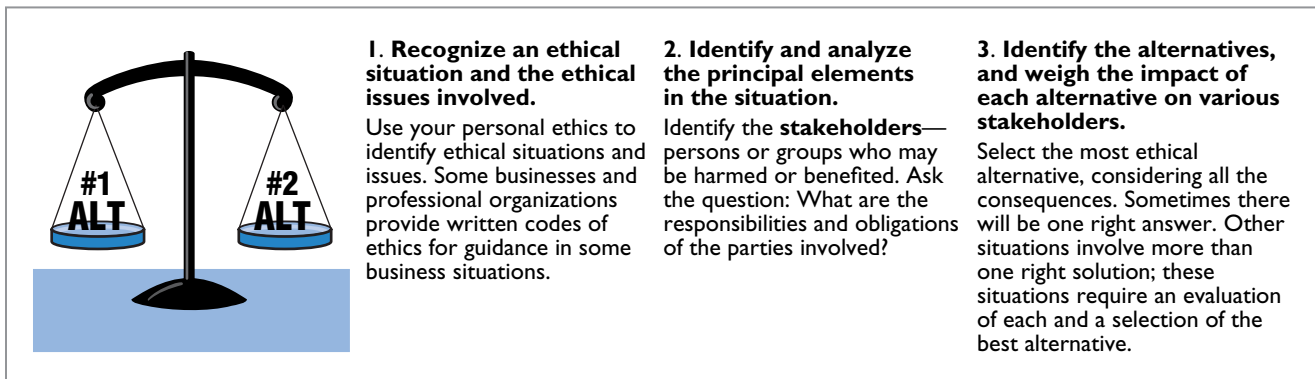 #1
ALT
#2
ALT
1. Recognize an ethical
situation and the ethical
issues involved.
Use your personal ethics to
identify ethical situations and
issues. Some businesses and
professional organizations
provide written codes of
ethics for guidance in some
business situations.
2. Identify and analyze
the principal elements
in the situation.
Identify the stakeholders—
persons or groups who may
be harmed or benefited. Ask
the question: What are the
responsibilities and obligations
of the parties involved?
3. Identify the alternatives,
and weigh the impact of
each alternative on various
stakeholders.
Select the most ethical
alternative, considering all the
consequences. Sometimes there
will be one right answer. Other
situations involve more than
one right solution; these
situations require an evaluation
of each and a selection of the
best alternative.